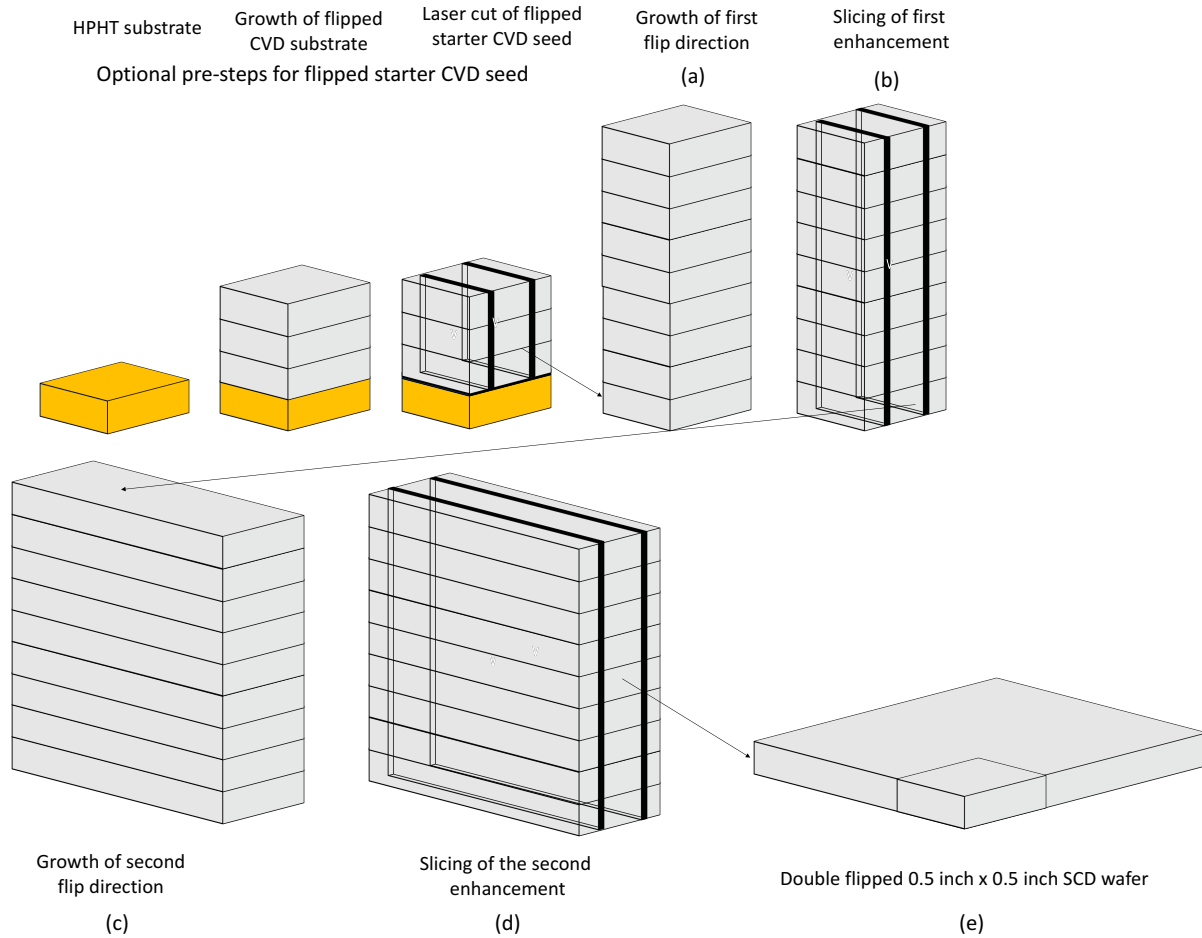 HPHT substrate
Growth of flipped
CVD substrate
Laser cut of flipped
starter CVD seed
Optional pre-steps for flipped starter CVD seed
Growth of first
flip direction
(a)
Slicing of first
enhancement
(b)
Growth of second
flip direction
(c)
Slicing of the second
enhancement
(d)
Double flipped 0.5 inch x 0.5 inch SCD wafer
(e)